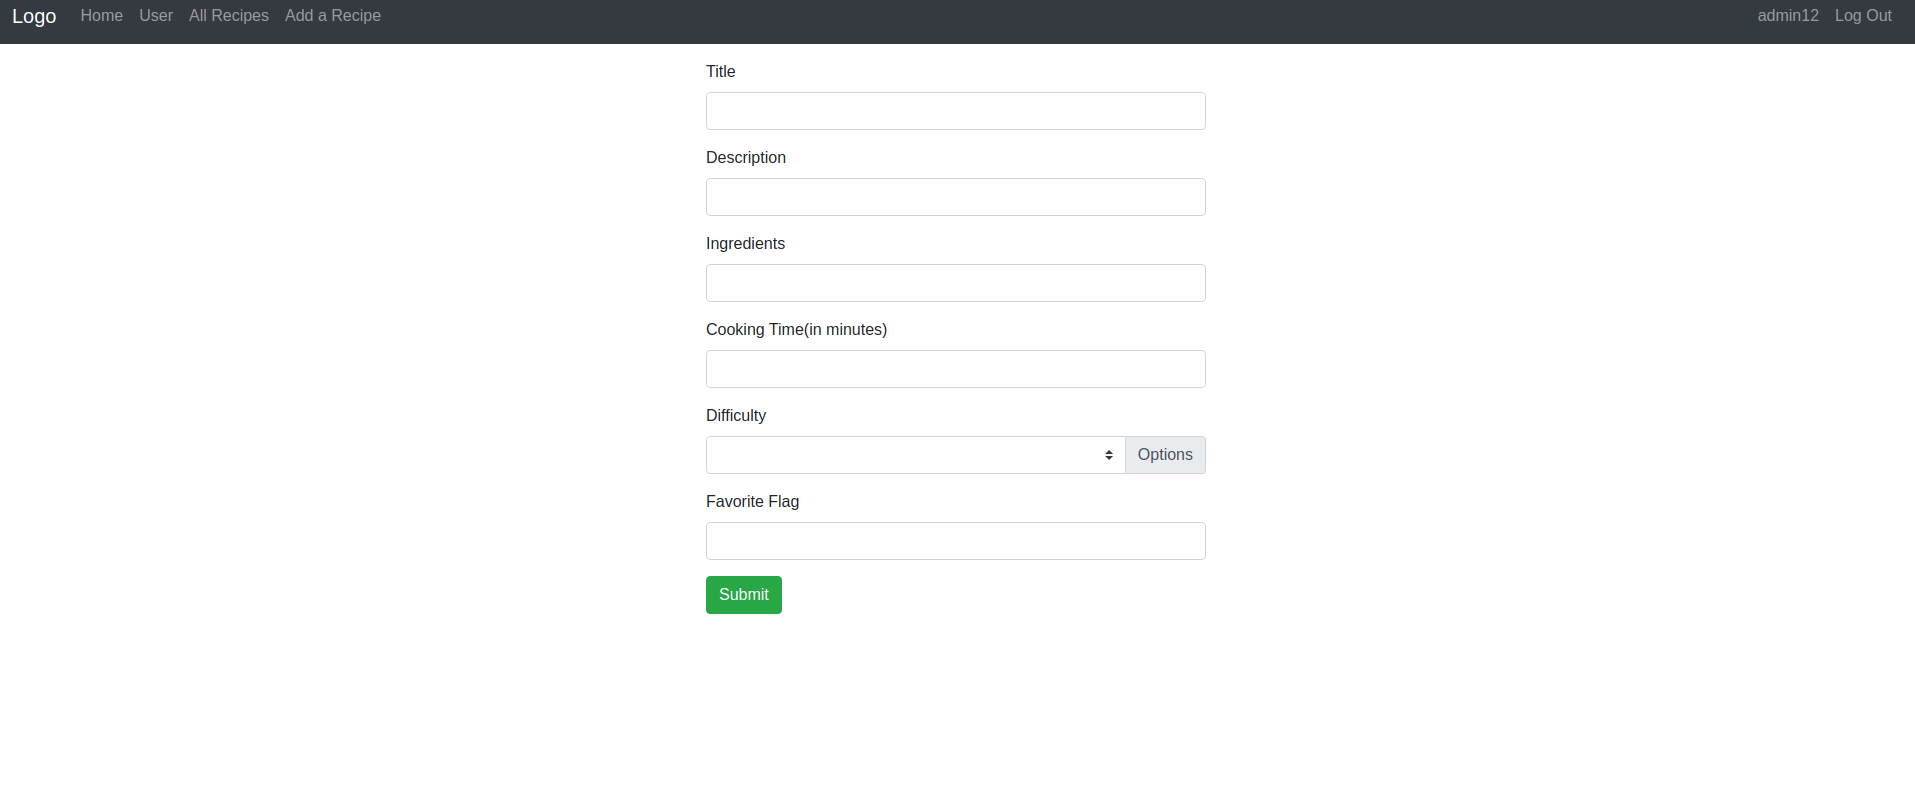 Logo Home User All Recipes Add a Recipe admin12 Log Out
Title
Description
Ingredients
Cooking Time(in minutes)
Difficulty
Options
Favorite Flag
Submit